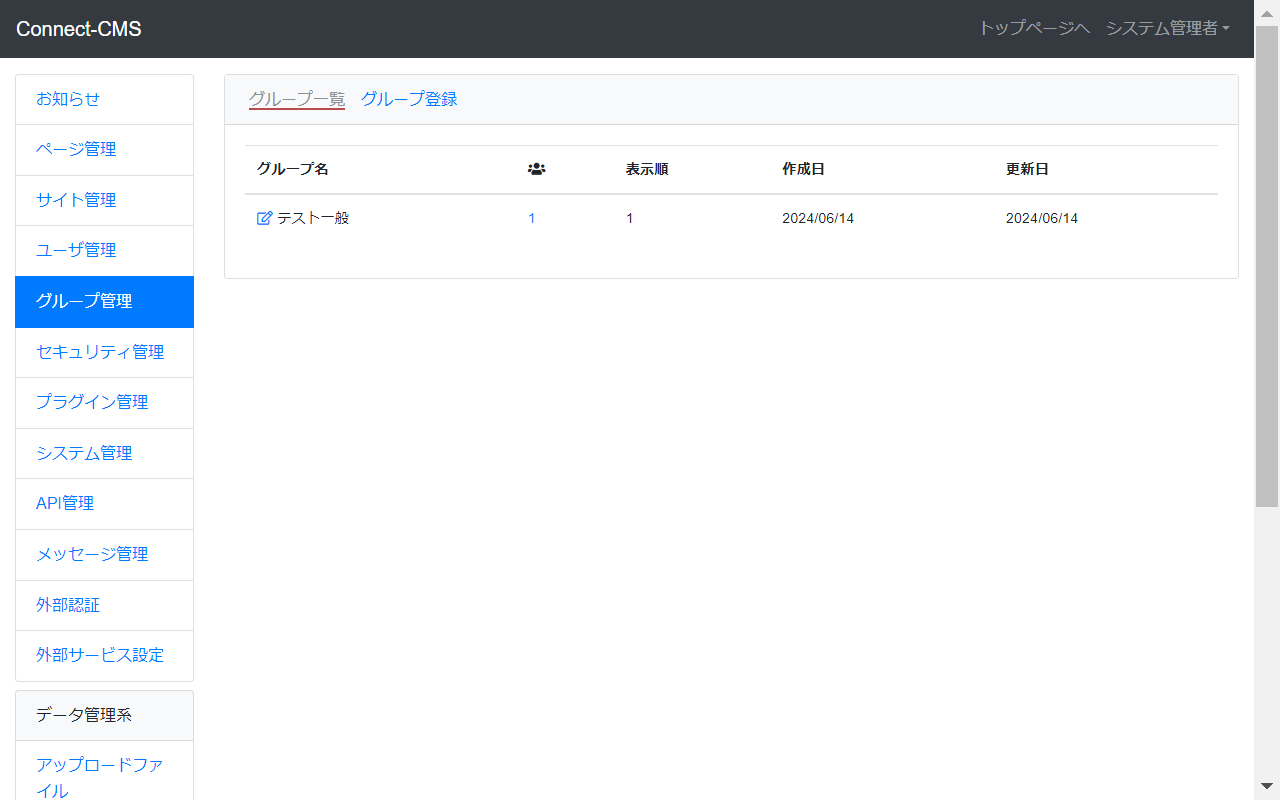 Connect-CMS
トップページへ システム管理者
お知らせ
ページ管理
サイト管理
ユーザ管理
グループ管理
セキュリティ管理
プラグイン管理
システム管理
API管理
メッセージ管理
外部認証
外部サービス設定
データ管理系
アップロードファ
イル
グループ一覧 グループ登録
グループ名 表示順 作成日 更新日
テスト一般 1 1 2024/06/14 2024/06/14